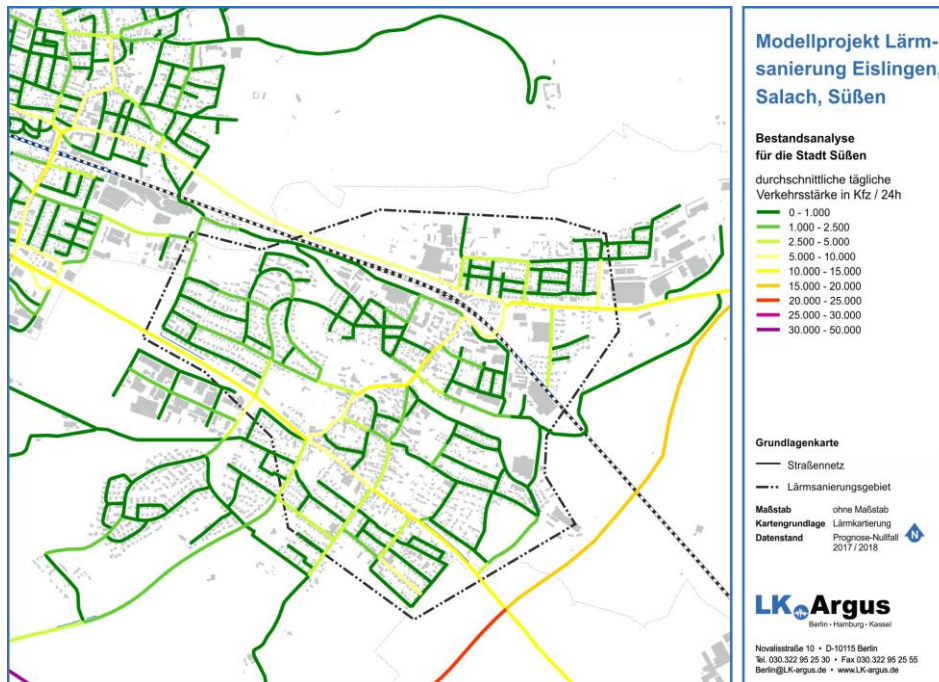 Modellprojekt Lärm-
sanierung Eislingen,
Salach, Süßen
Bestandsanalyse
für die Stadt Süßen
durchschnittliche tägliche
Verkehrsstärke in Kfz / 24h
0 - 1.000
1.000 - 2.500
2.500 - 5.000
5.000 - 10.000
10.000 - 15.000
15.000 - 20.000
20.000 - 25.000
25.000 - 30.000
30.000 - 50.000
Grundlagenkarte
Straßennetz
Lärmsanierungsgebiet
Maßstab ohne Maßstab
Kartengrundlage Lärmkartierung
Datenstand Prognose-Nullfall
2017 / 2018
N
LK Argus
Berlin • Hamburg • Kassel
Novalisstraße 10 • D-10115 Berlin
Tel. 030.322 95 25 30 • Fax 030.322 95 25 55
Berlin@LK-argus.de • www.LK-argus.de